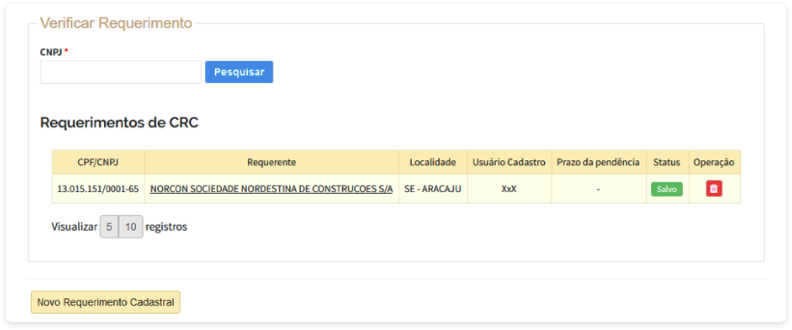 Verificar Requerimento
CNPJ *
Pesquisar
Requerimentos de CRC
CPF/CNPJ Requerente Localidade Usuário Cadastro Prazo da pendência Status Operação
13.015.151/0001-65 NORCON SOCIEDADE NORDESTINA DE CONSTRUCOES S/A SE - ARACAJU XxX - Salvo
Visualizar 5 10 registros
Novo Requerimento Cadastral